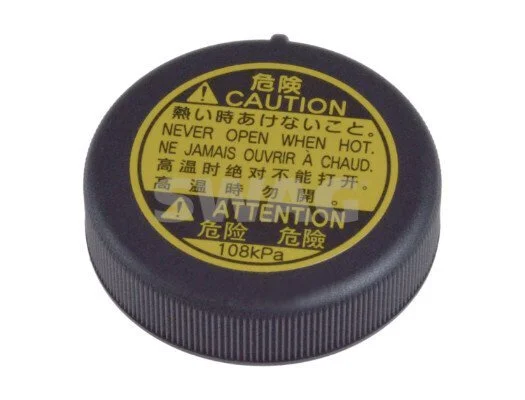 危険
CAUTION
熱い時あけないこと。
NEVER OPEN WHEN HOT.
NE JAMAIS OUVRIR À CHAUD.
高温时绝对不能打开。
高溫時勿開。
SWAG
ATTENTION
危险 危險
108kPa